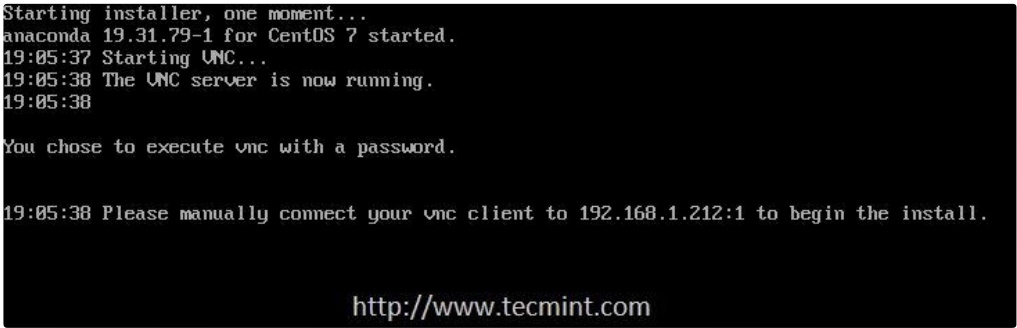 Starting installer, one moment...
anaconda 19.31.79-1 for CentOS 7 started.
19:05:37 Starting VNC...
19:05:38 The VNC server is now running.
19:05:38
You chose to execute vnc with a password.
19:05:38 Please manually connect your vnc client to 192.168.1.212:1 to begin the install.
http://www.tecmint.com